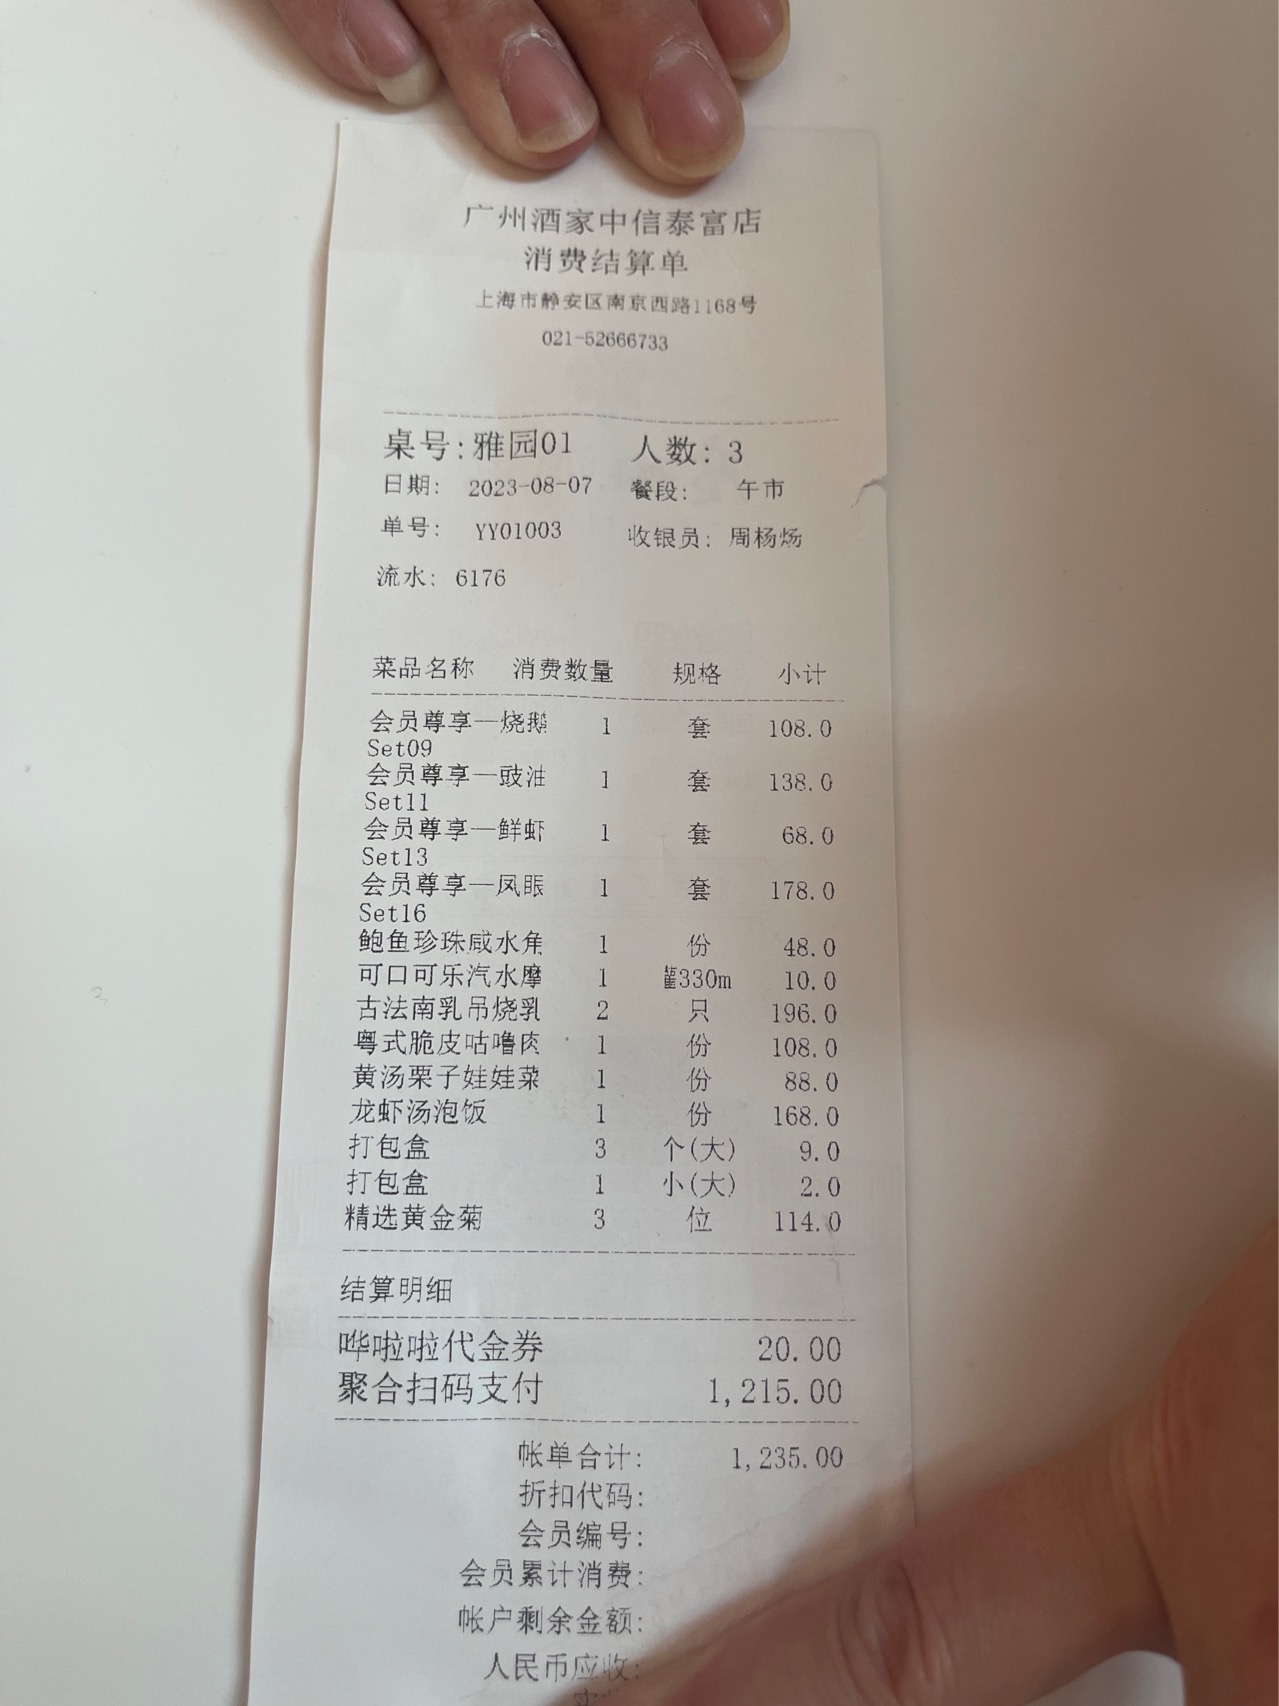 广州酒家中信泰富店
消费结算单
上海市静安区南京西路1168号
021-52666733
桌号:雅园01 人数: 3
日期: 2023-08-07 餐段: 午市
单号: YY01003 收银员: 周杨炀
流水: 6176
菜品名称 消费数量 规格 小计
会员尊享—烧鹅 1 套 108.0
Set09
会员尊享—豉油 1 套 138.0
Set11
会员尊享—鲜虾 1 套 68.0
Set13
会员尊享—凤眼 1 套 178.0
Set16
鲍鱼珍珠咸水角 1 份 48.0
可口可乐汽水摩 1 330m 10.0
古法南乳吊烧乳 2 只 196.0
粤式脆皮咕噜肉 1 份 108.0
黄汤栗子娃娃菜 1 份 88.0
龙虾汤泡饭 1 份 168.0
打包盒 3 个(大) 9.0
打包盒 1 小(大) 2.0
精选黄金菊 3 位 114.0
结算明细
哗啦啦代金券 20.00
聚合扫码支付 1,215.00
帐单合计: 1,235.00
折扣代码:
会员编号:
会员累计消费:
帐户剩余金额:
人民币应收: